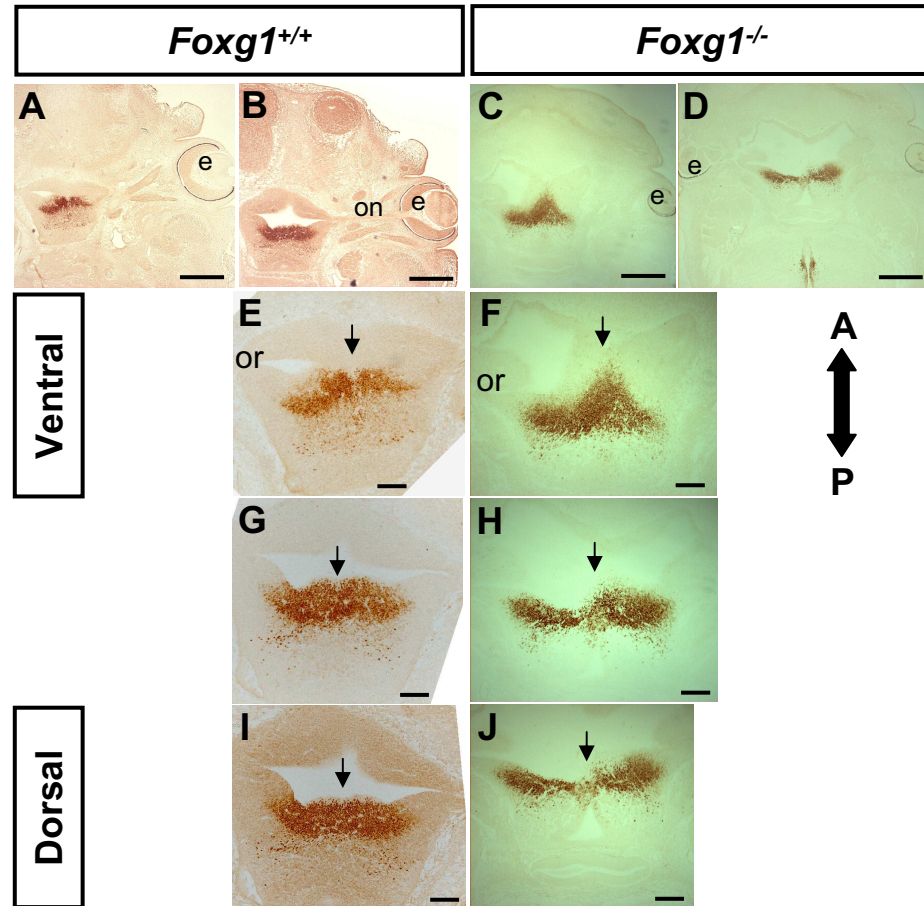 Foxg1+/+
Foxg1-/-
A
B
C
D
e
on
e
e
e
Ventral
E
or
F
or
A
P
G
H
Dorsal
I
J